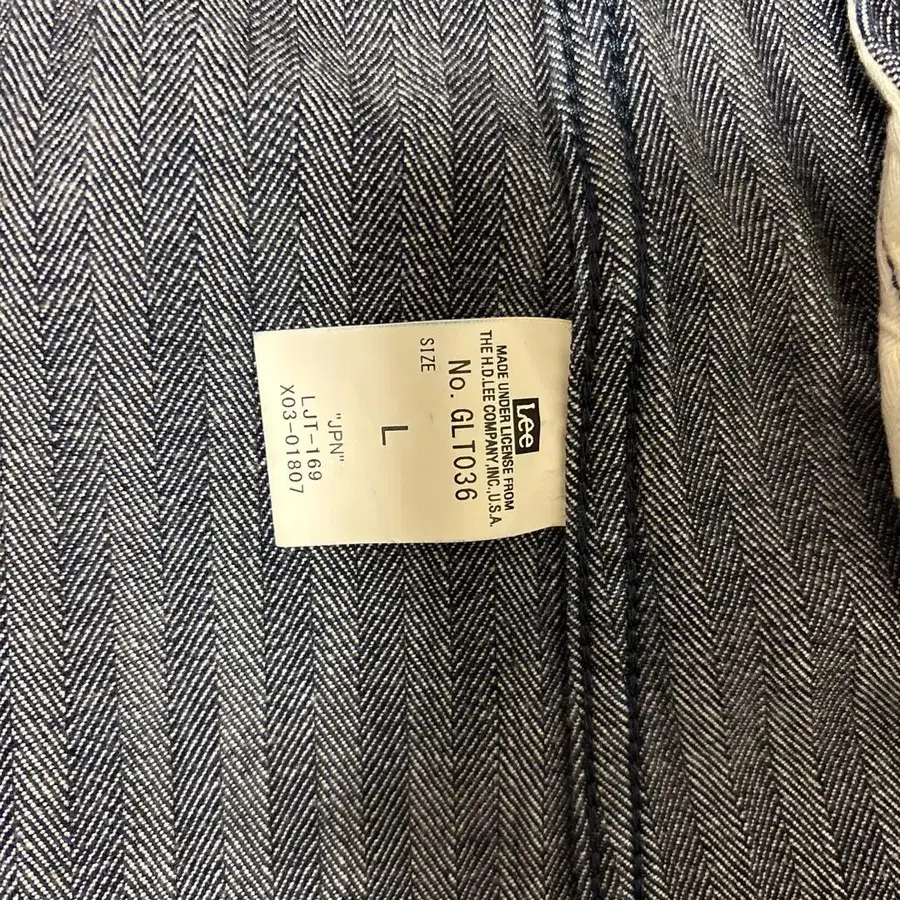 Lee
MADE UNDER LICENSE FROM
THE H.D.LEE COMPANY,INC.,U.S.A.
No. GLT036
SIZE
L
"JPN"
LJT-169
X03-01807